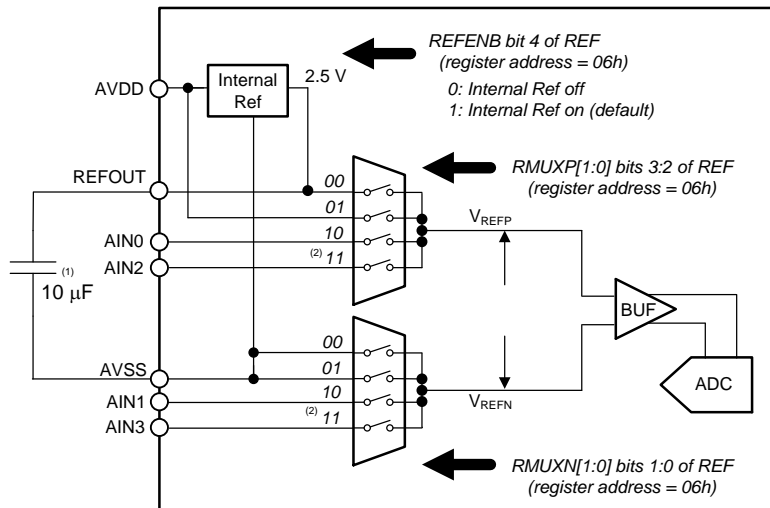 REFENB bit 4 of REF
(register address = 06h)
0: Internal Ref off
1: Internal Ref on (default)
Internal
Ref
2.5 V
AVDD
RMUXP[1:0] bits 3:2 of REF
(register address = 06h)
REFOUT
00
01
VREFP
AIN0
10
AIN2
(2) 11
(1)
10 μF
BUF
00
AVSS
01
ADC
AIN1
10
VREFN
AIN3
(2) 11
RMUXN[1:0] bits 1:0 of REF
(register address = 06h)